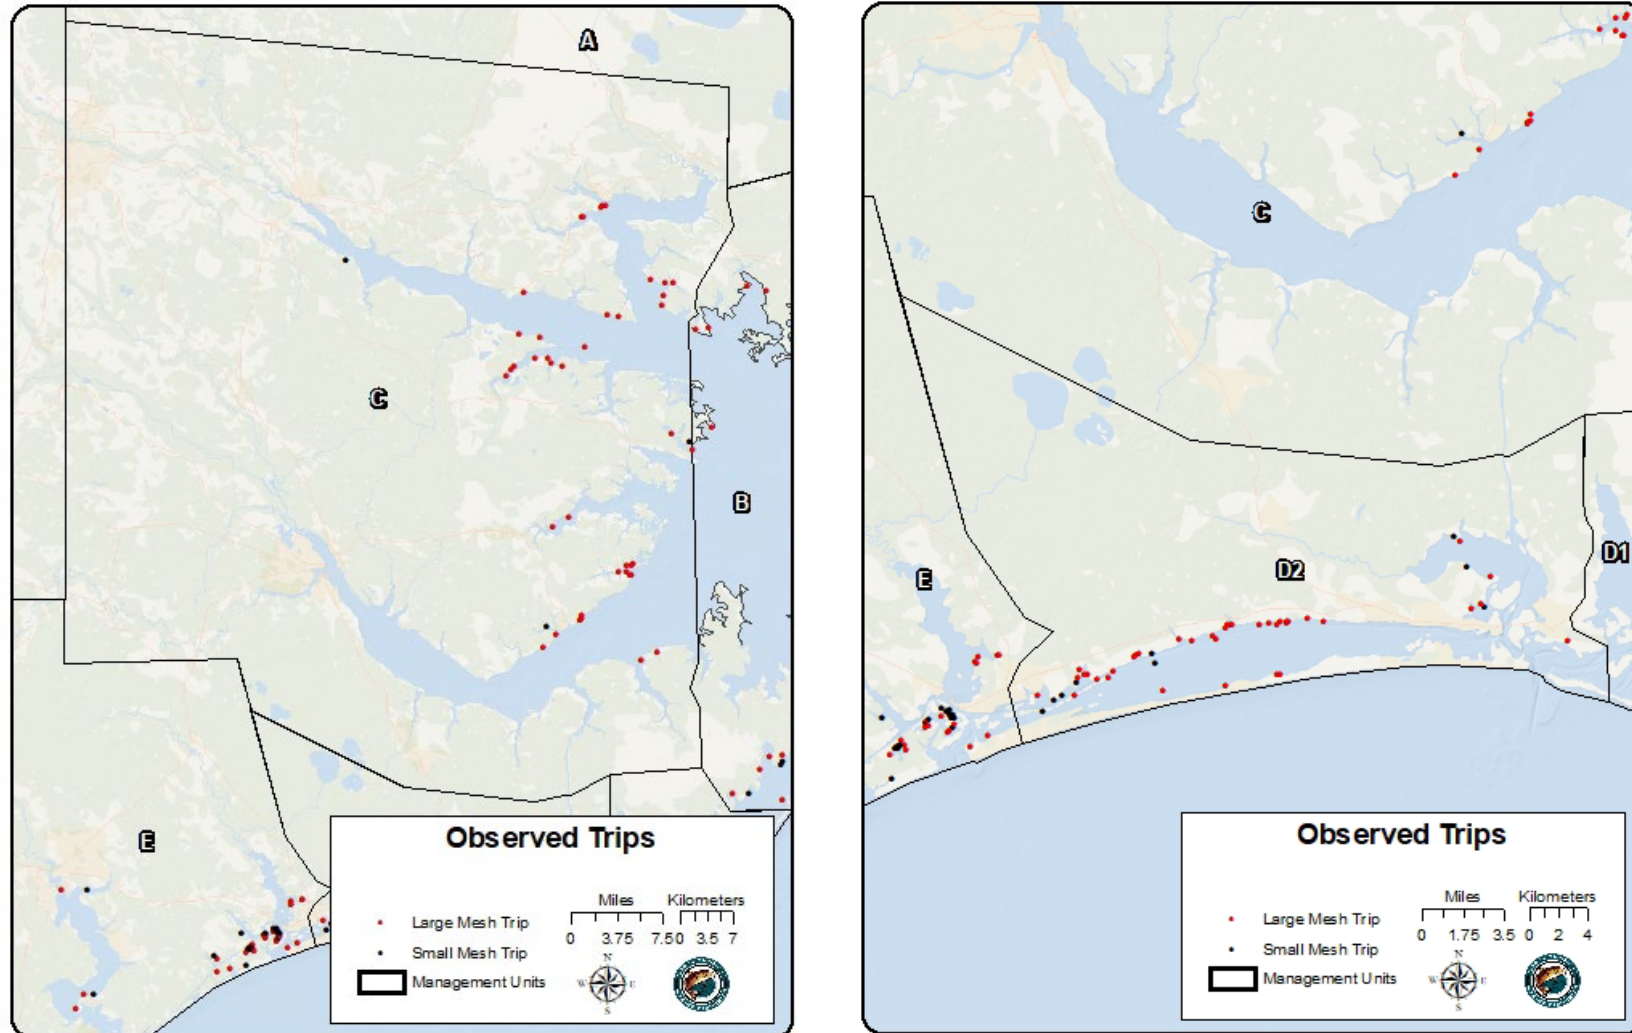 A
C
B
E
Observed Trips
Miles Kilometers
0 3.75 7.50 3.5 7
Large Mesh Trip
Small Mesh Trip
Management Units
N
W E
S
C
E
D2
D1
Observed Trips
Miles Kilometers
0 1.75 3.5 0 2 4
Large Mesh Trip
Small Mesh Trip
Management Units
N
W E
S